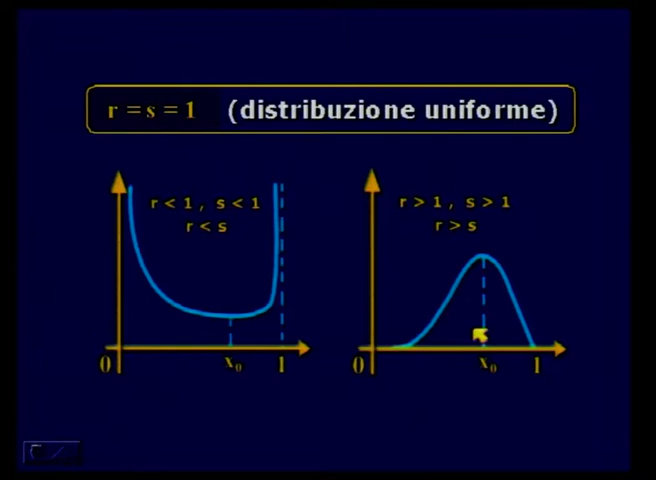 r = s = 1 (distribuzione uniforme)
r < 1 , s < 1
r < s
0
x₀
1
r > 1 , s > 1
r > s
0
x₀
1